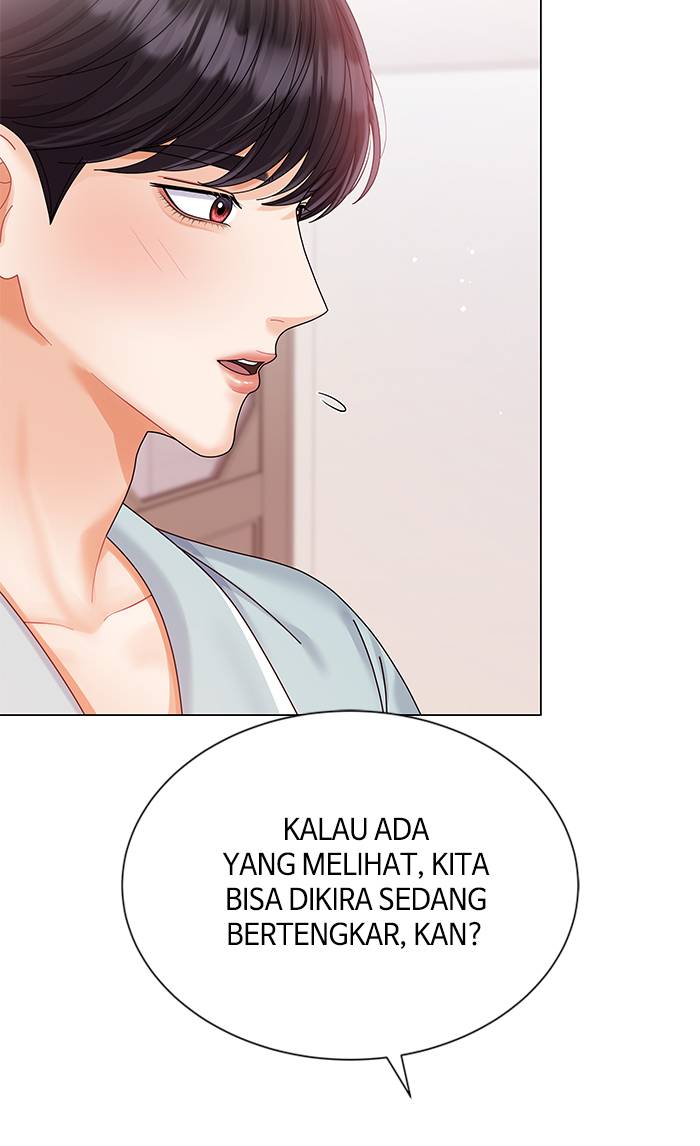 KALAU ADA
YANG MELIHAT, KITA
BISA DIKIRA SEDANG
BERTENGKAR, KAN?